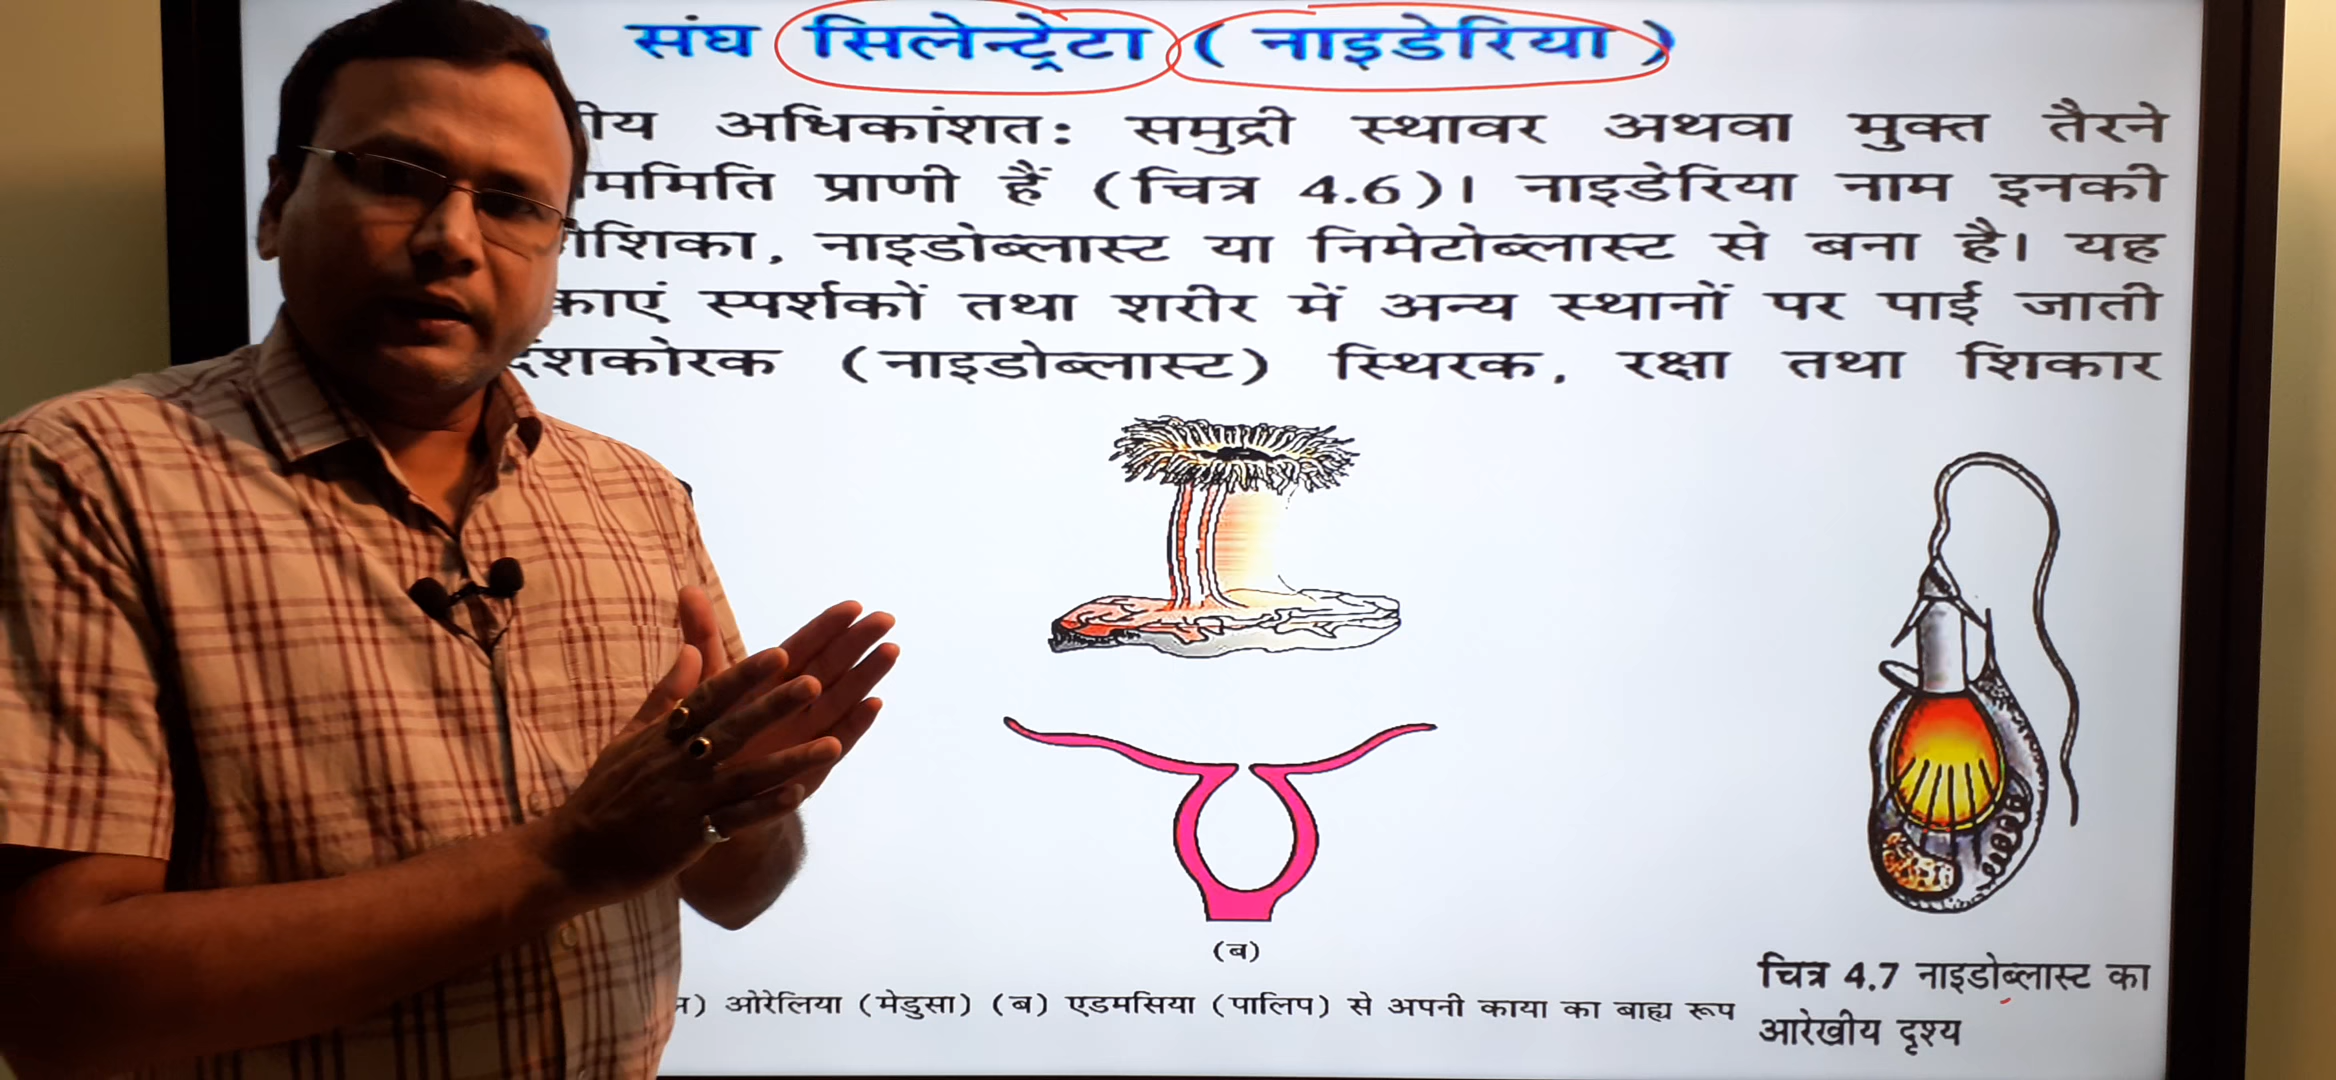 संघ सिलेन्ट्रेटा ( नाइडेरिया )
अधिकांशतः समुद्री स्थावर अथवा मुक्त तैरने
प्राणी हैं (चित्र 4.6)। नाइडेरिया नाम इनकी
नाइडोब्लास्ट या निमेटोब्लास्ट से बना है। यह
स्पर्शकों तथा शरीर में अन्य स्थानों पर पाई जाती
(नाइडोब्लास्ट) स्थिरक, रक्षा तथा शिकार
(ब)
ओरेलिया (मेडुसा) (ब) एडमसिया (पालिप) से अपनी काया का बाह्य रूप
चित्र 4.7 नाइडोब्लास्ट का
आरेखीय दृश्य